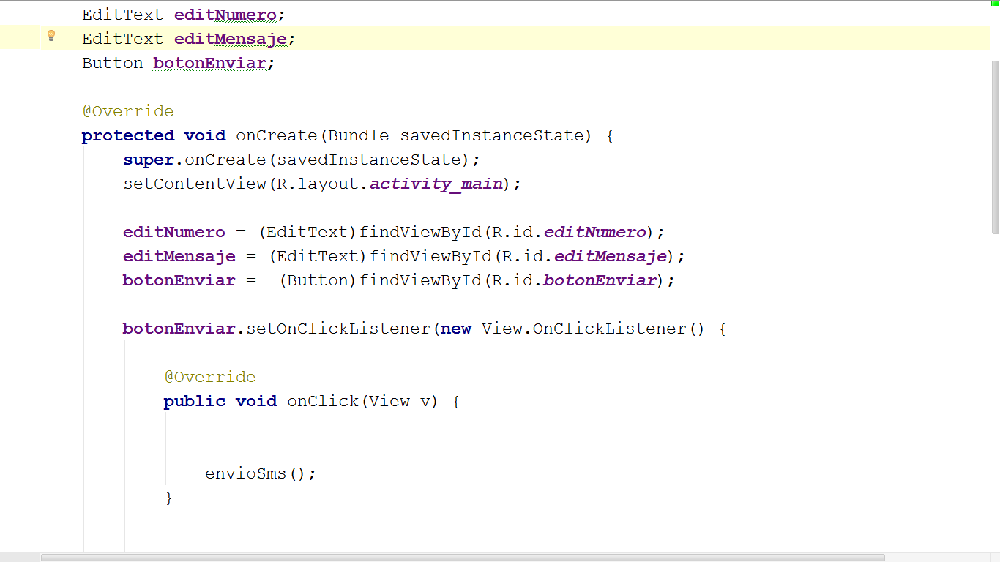 EditText editNumero;
EditText editMensaje;
Button botonEnviar;
@Override
protected void onCreate(Bundle savedInstanceState) {
super.onCreate(savedInstanceState);
setContentView(R.layout.activity_main);
editNumero = (EditText)findViewById(R.id.editNumero);
editMensaje = (EditText)findViewById(R.id.editMensaje);
botonEnviar =  (Button)findViewById(R.id.botonEnviar);
botonEnviar.setOnClickListener(new View.OnClickListener() {
@Override
public void onClick(View v) {
envioSms();
}